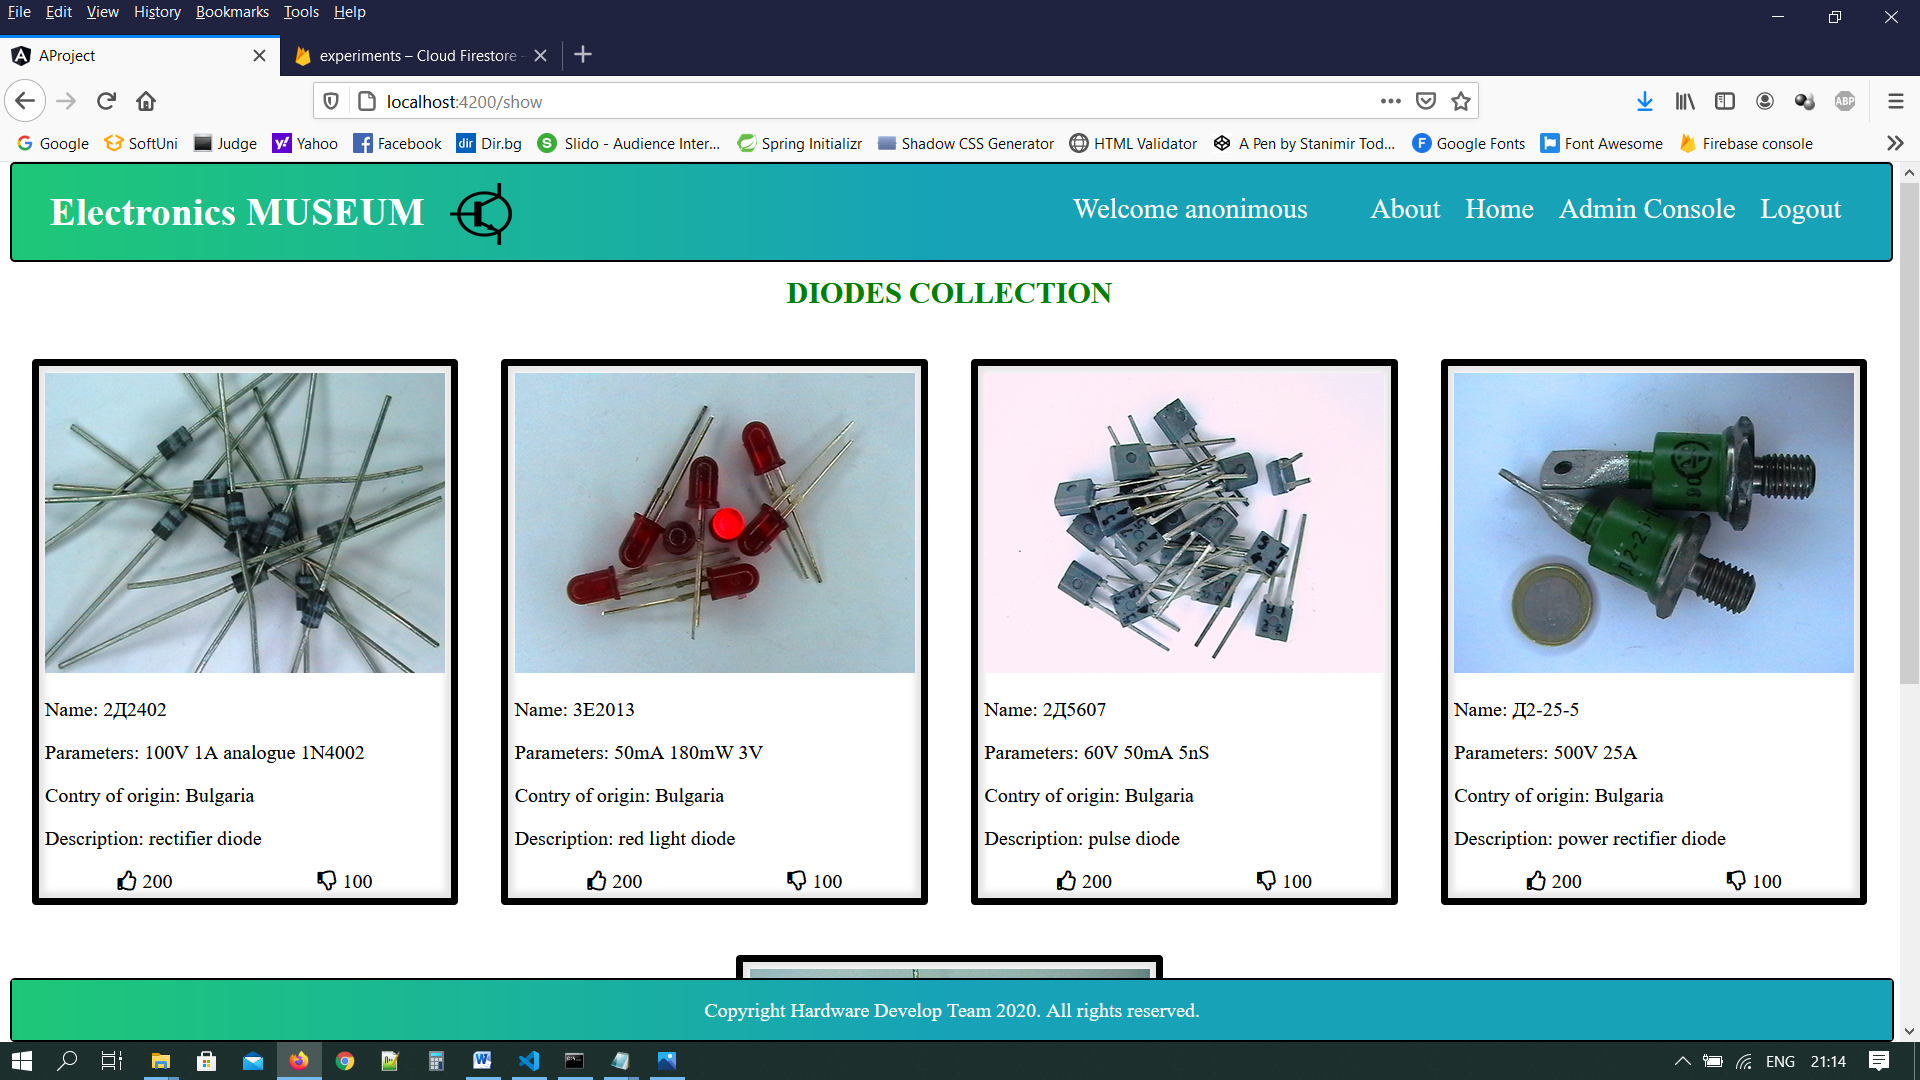 File Edit View History Bookmarks Tools Help
AProject experiments – Cloud Firestore
localhost:4200/show
ABP
Google SoftUni Judge Yahoo Facebook Dir.bg Slido - Audience Inter... Spring Initializr Shadow CSS Generator HTML Validator A Pen by Stanimir Tod... Google Fonts Font Awesome Firebase console
Electronics MUSEUM Welcome anonimous About Home Admin Console Logout
DIODES COLLECTION
Name: 2Д2402
Parameters: 100V 1A analogue 1N4002
Contry of origin: Bulgaria
Description: rectifier diode
200 100
Name: 3E2013
Parameters: 50mA 180mW 3V
Contry of origin: Bulgaria
Description: red light diode
200 100
Name: 2Д5607
Parameters: 60V 50mA 5nS
Contry of origin: Bulgaria
Description: pulse diode
200 100
Name: Д2-25-5
Parameters: 500V 25A
Contry of origin: Bulgaria
Description: power rectifier diode
200 100
Copyright Hardware Develop Team 2020. All rights reserved.
ENG 21:14